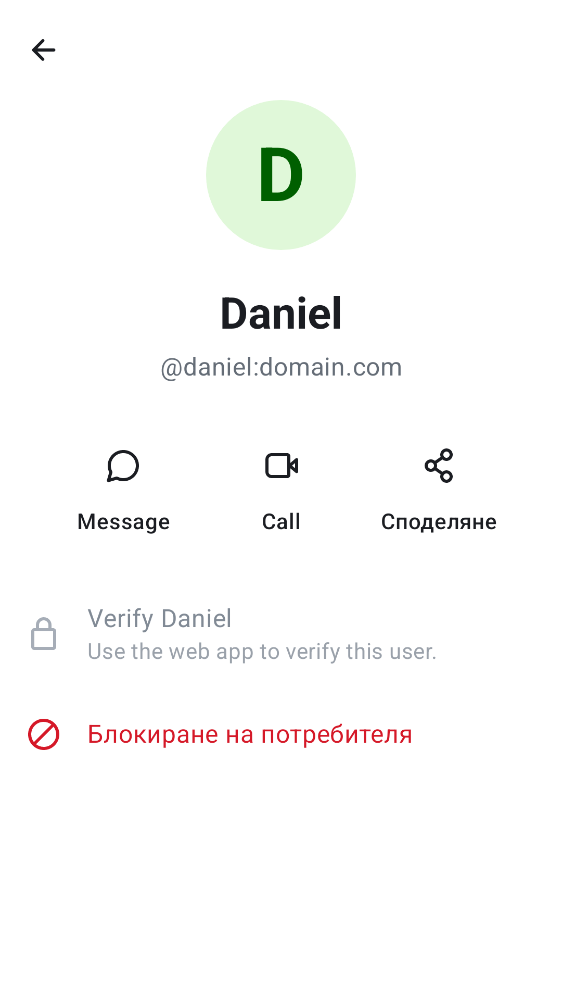 D
Daniel
@daniel:domain.com
Message Call Споделяне
Verify Daniel
Use the web app to verify this user.
Блокиране на потребителя